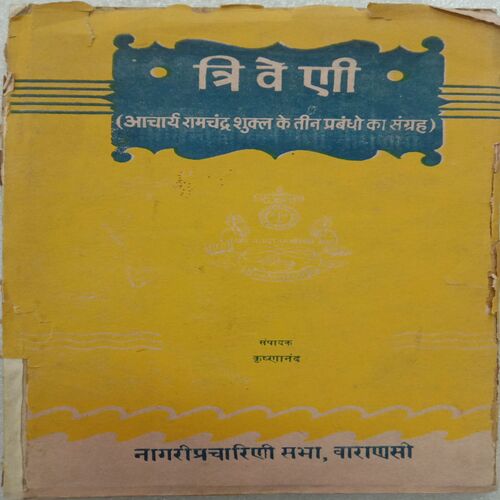 त्रिवेणी
(आचार्य रामचंद्र शुक्ल के तीन प्रबंधो का संग्रह)
संपादक
कृष्णानंद
नागरीप्रचारिणी सभा, वाराणसी